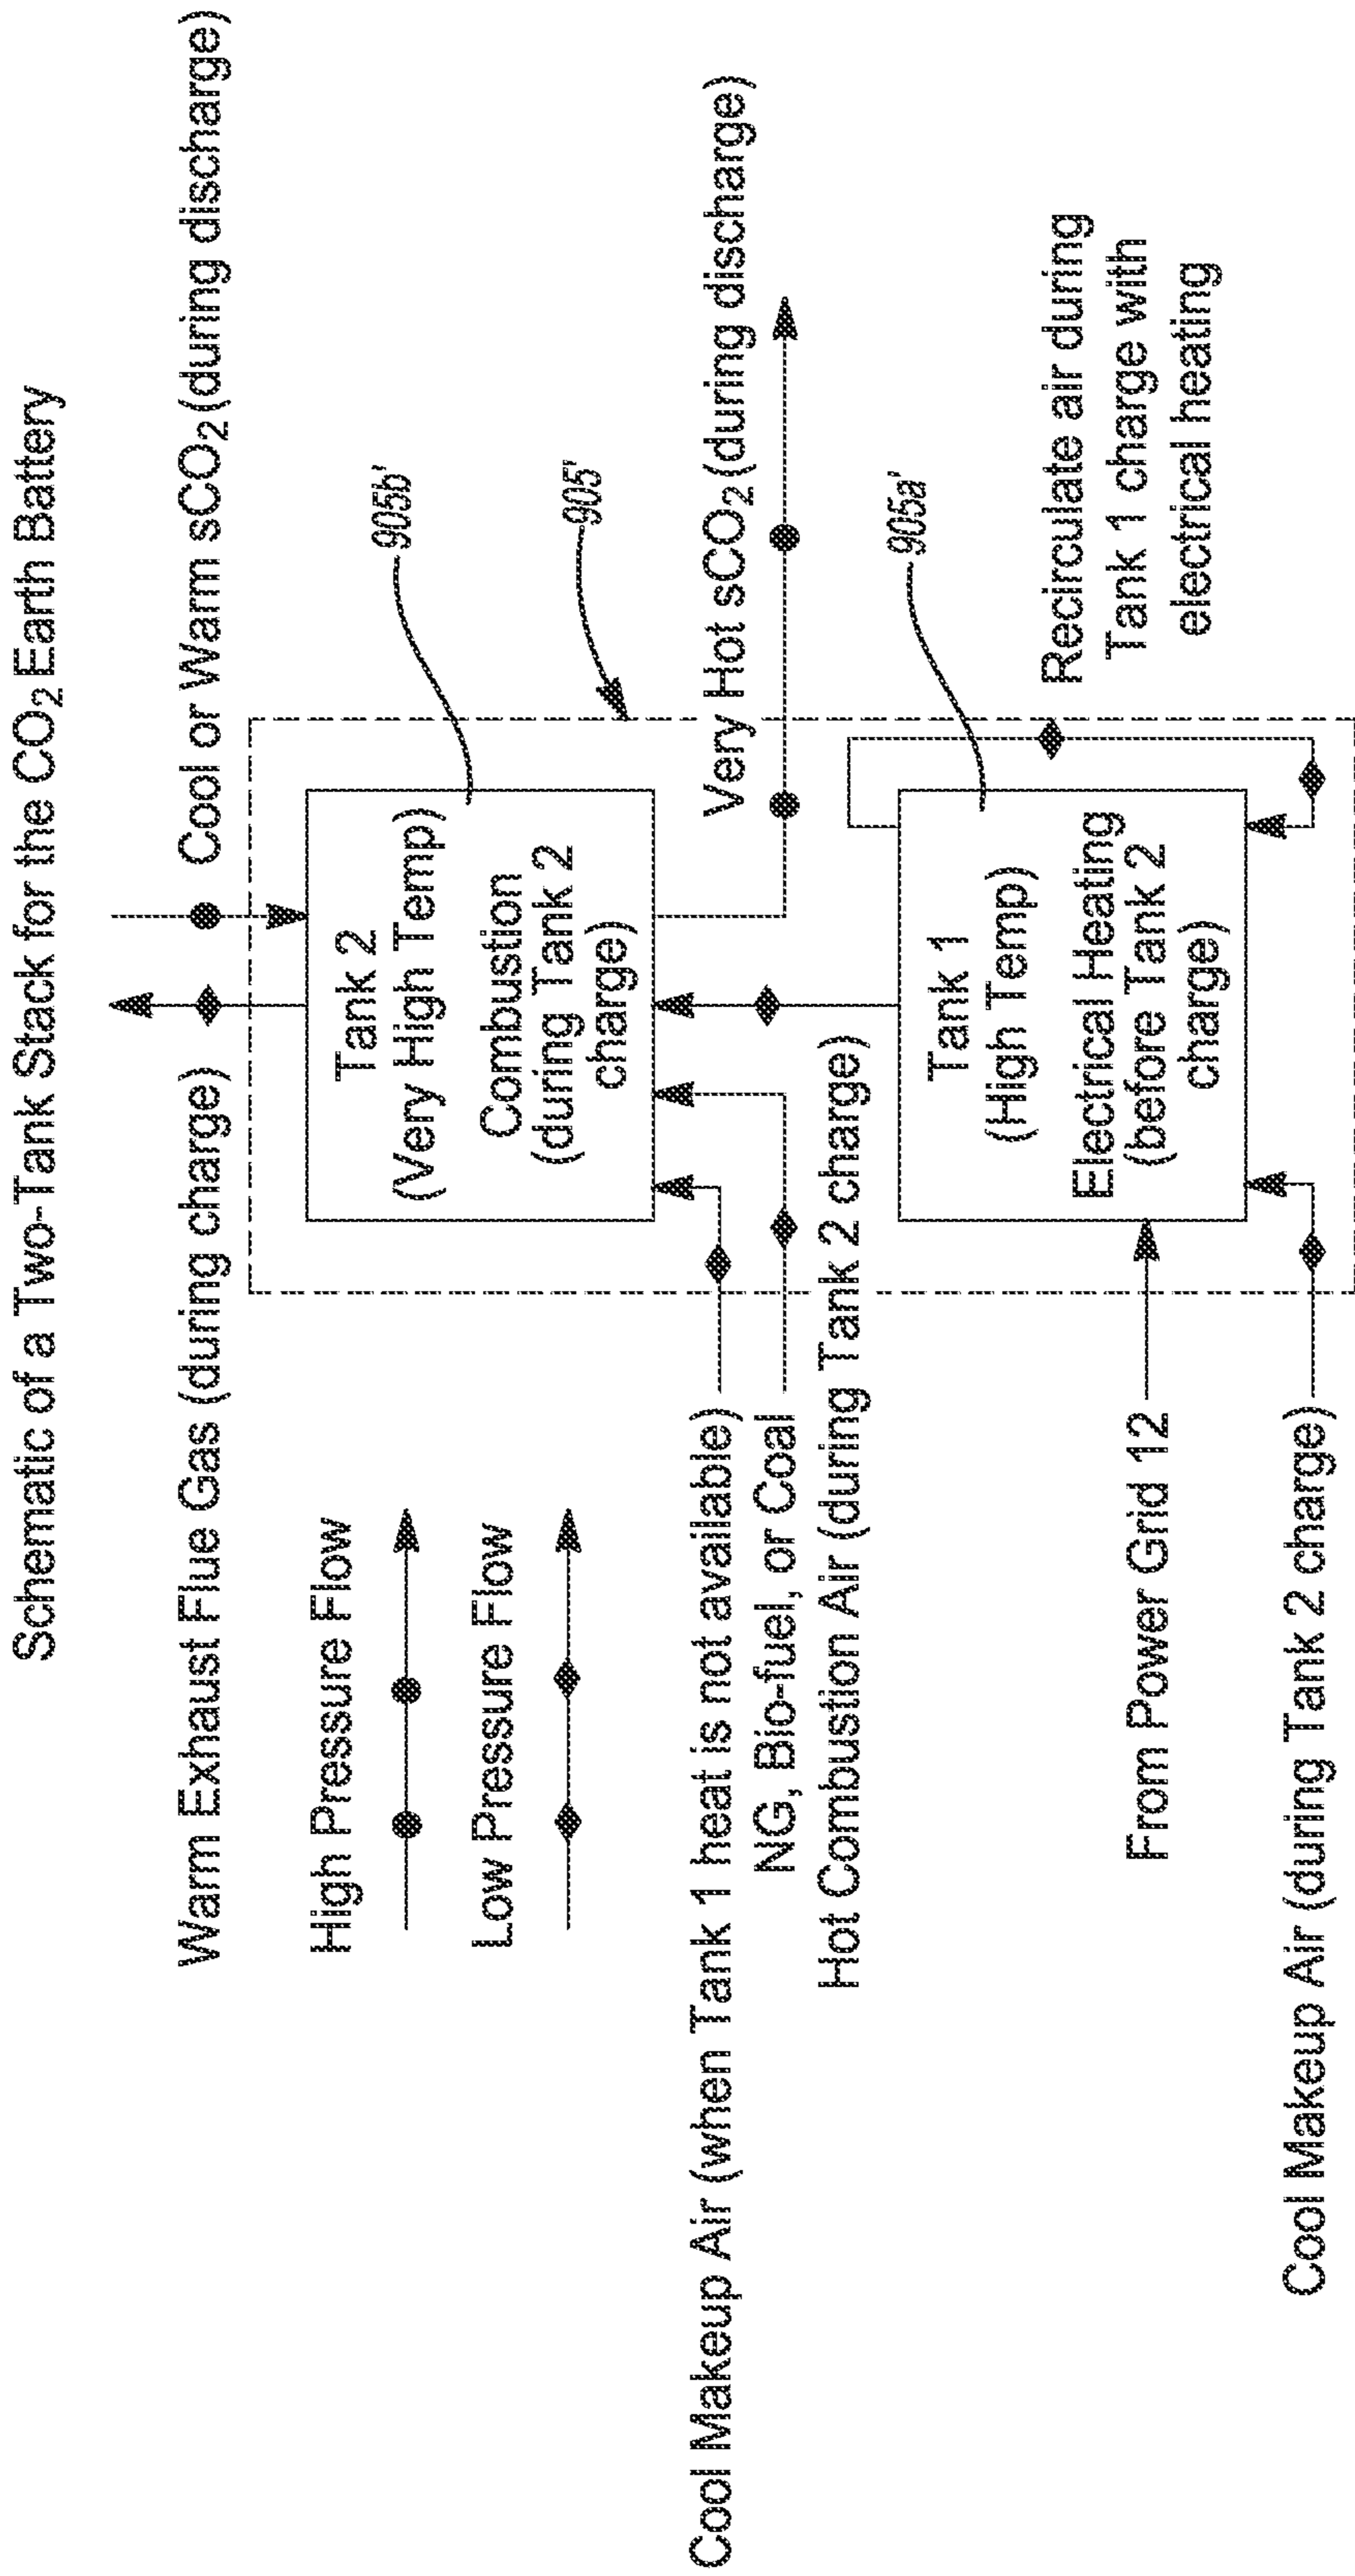 Schematic of a Two-Tank Stack for the CO2 Earth Battery
Warm Exhaust Flue Gas (during charge)
Cool or Warm sCO2 (during discharge)
High Pressure Flow
Low Pressure Flow
Tank 2
(Very High Temp)
Combustion
(during Tank 2
charge)
905b'
905'
Cool Makeup Air (when Tank 1 heat is not available)
NG, Bio-fuel, or Coal
Hot Combustion Air (during Tank 2 charge)
Very Hot sCO2 (during discharge)
905a'
Tank 1
(High Temp)
Electrical Heating
(before Tank 2
charge)
Recirculate air during
Tank 1 charge with
electrical heating
From Power Grid 12
Cool Makeup Air (during Tank 2 charge)